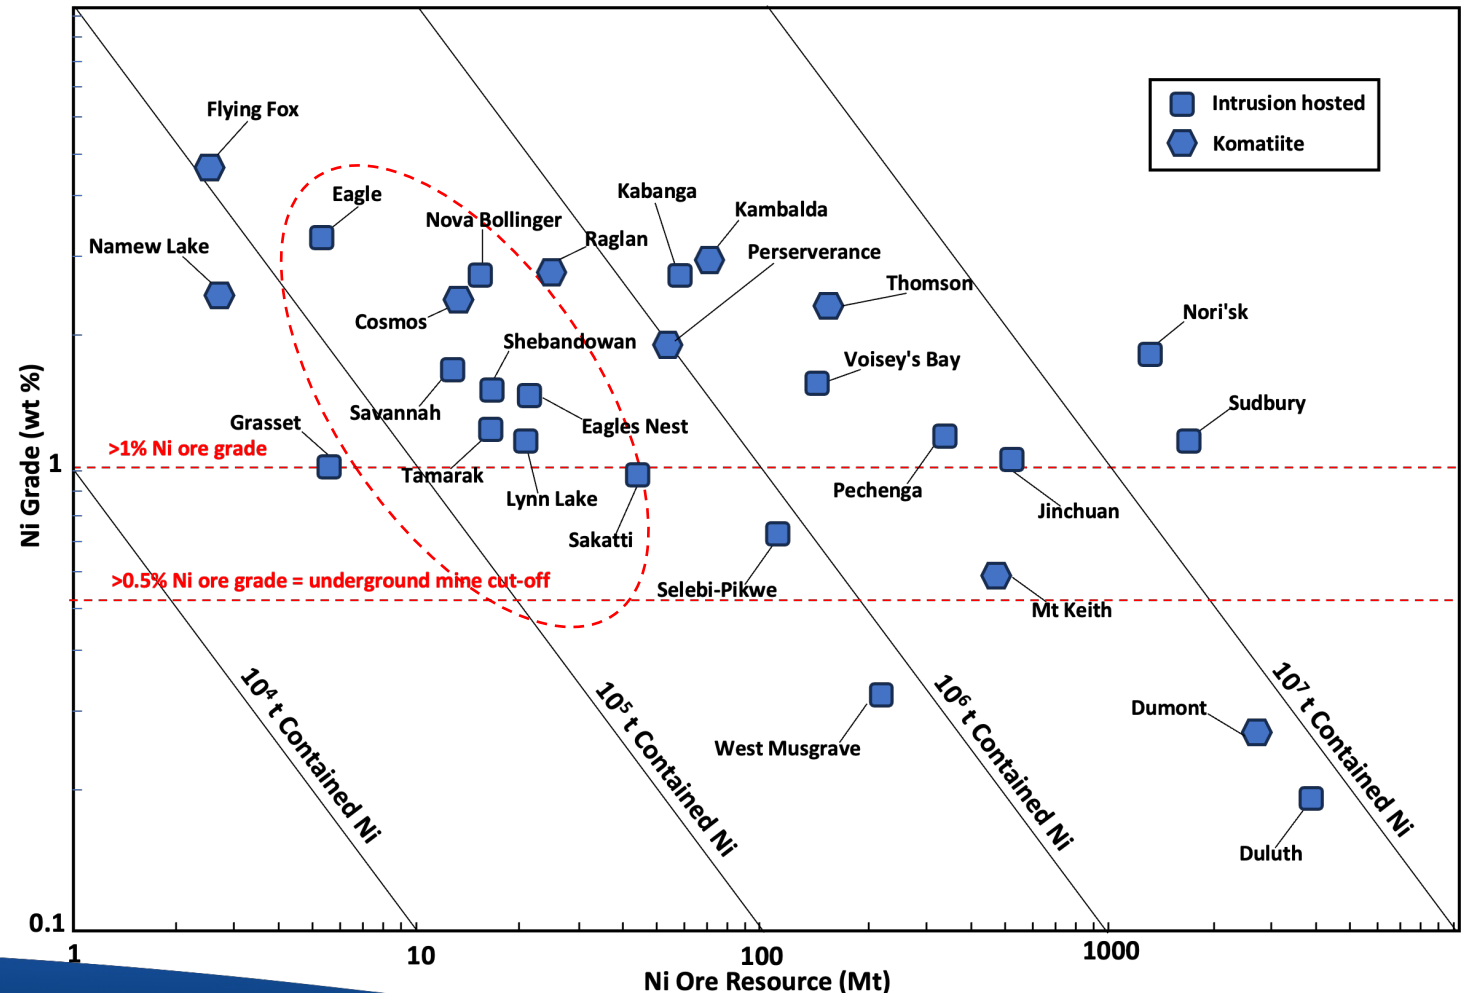 Intrusion hosted
Komatiite
Flying Fox
Eagle
Kabanga
Kambalda
Nova Bollinger
Raglan
Namew Lake
Perserverance
Thomson
Nori'sk
Cosmos
Shebandowan
Voisey's Bay
Savannah
Sudbury
Grasset
Eagles Nest
>1% Ni ore grade
Tamarak
Pechenga
Lynn Lake
Jinchuan
Sakatti
>0.5% Ni ore grade = underground mine cut-off
Selebi-Pikwe
Mt Keith
Dumont
West Musgrave
Duluth
10⁴ t Contained Ni
10⁵ t Contained Ni
10⁶ t Contained Ni
10⁷ t Contained Ni
Ni Grade (wt %)
1
0.1
1
10
100
1000
Ni Ore Resource (Mt)